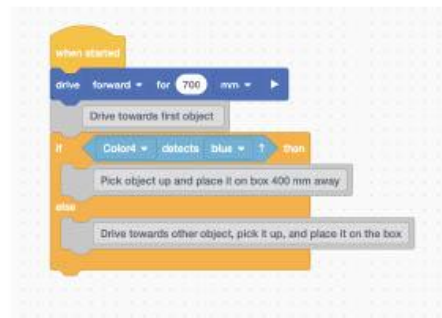 when started
drive forward for 700 mm
Drive towards first object
if Color4 detects blue ? then
Pick object up and place it on box 400 mm away
else
Drive towards other object, pick it up, and place it on the box